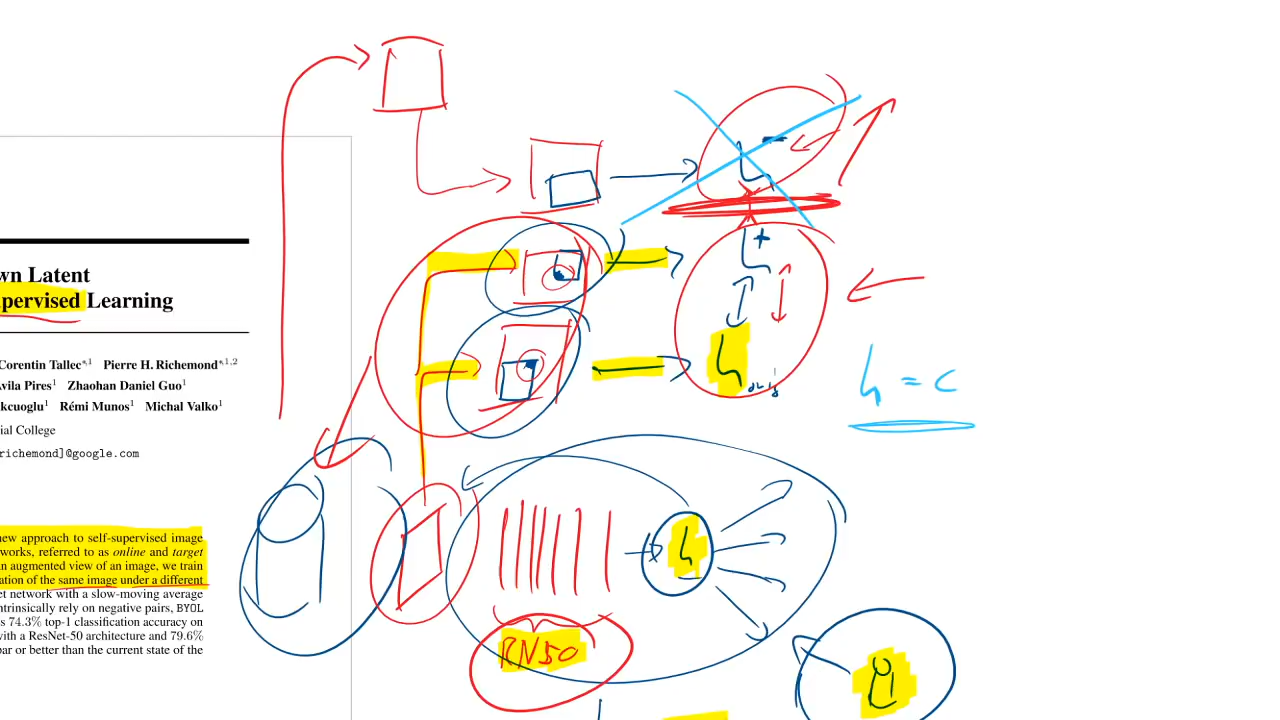 wn Latent
pervised Learning
Corentin Tallec*,1 Pierre H. Richemond*,1,2
Avila Pires1 Zhaohan Daniel Guo1
kcuoglu1 Rémi Munos1 Michal Valko1
ial College
richemond]@google.com
new approach to self-supervised image
works, referred to as online and target
an augmented view of an image, we train
ation of the same image under a different
et network with a slow-moving average
ntrinsically rely on negative pairs, BYOL
s 74.3% top-1 classification accuracy on
with a ResNet-50 architecture and 79.6%
par or better than the current state of the
h-
h+
h
h = c
h
RN50